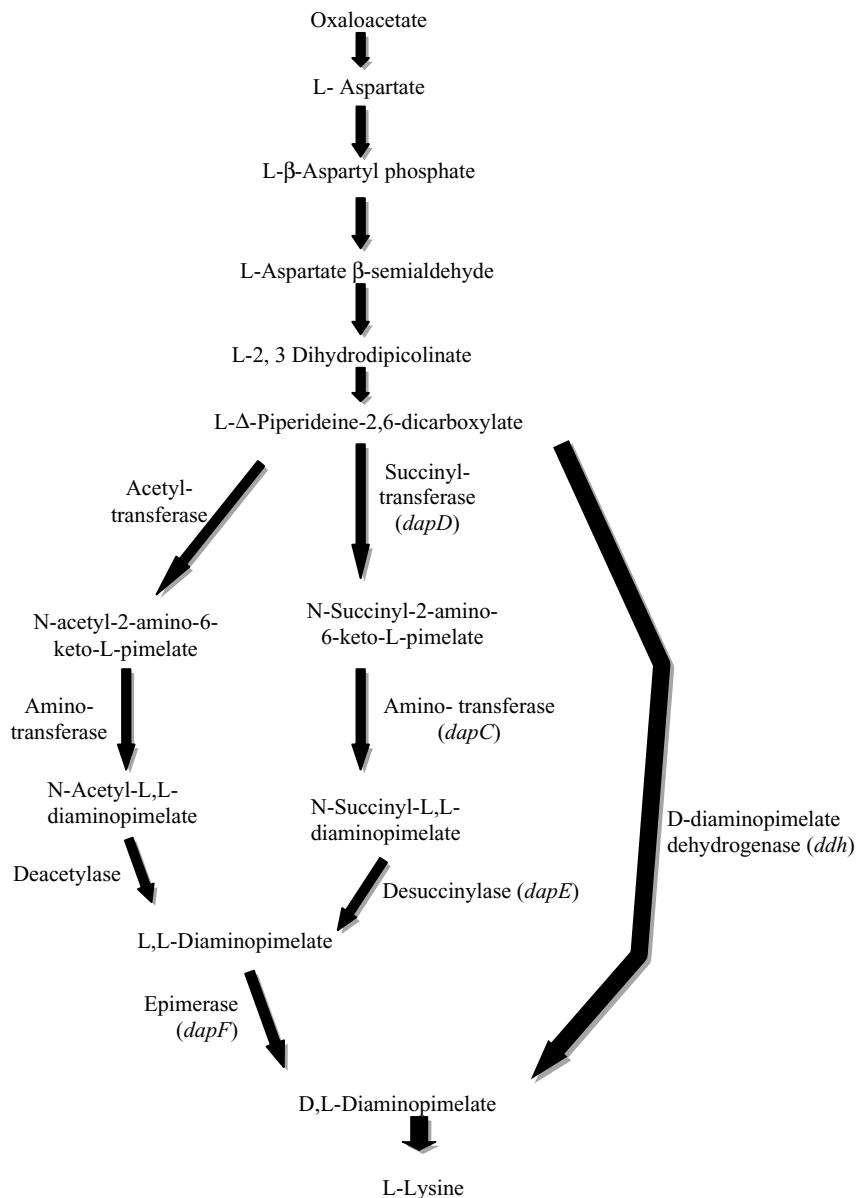 Oxaloacetate
L- Aspartate
L-β-Aspartyl phosphate
L-Aspartate β-semialdehyde
L-2, 3 Dihydrodipicolinate
L-Δ-Piperideine-2,6-dicarboxylate
Acetyl-
transferase
Succinyl-
transferase
(dapD)
N-acetyl-2-amino-6-
keto-L-pimelate
N-Succinyl-2-amino-
6-keto-L-pimelate
Amino-
transferase
Amino- transferase
(dapC)
N-Acetyl-L,L-
diaminopimelate
N-Succinyl-L,L-
diaminopimelate
D-diaminopimelate
dehydrogenase (ddh)
Deacetylase
Desuccinylase (dapE)
L,L-Diaminopimelate
Epimerase
(dapF)
D,L-Diaminopimelate
L-Lysine